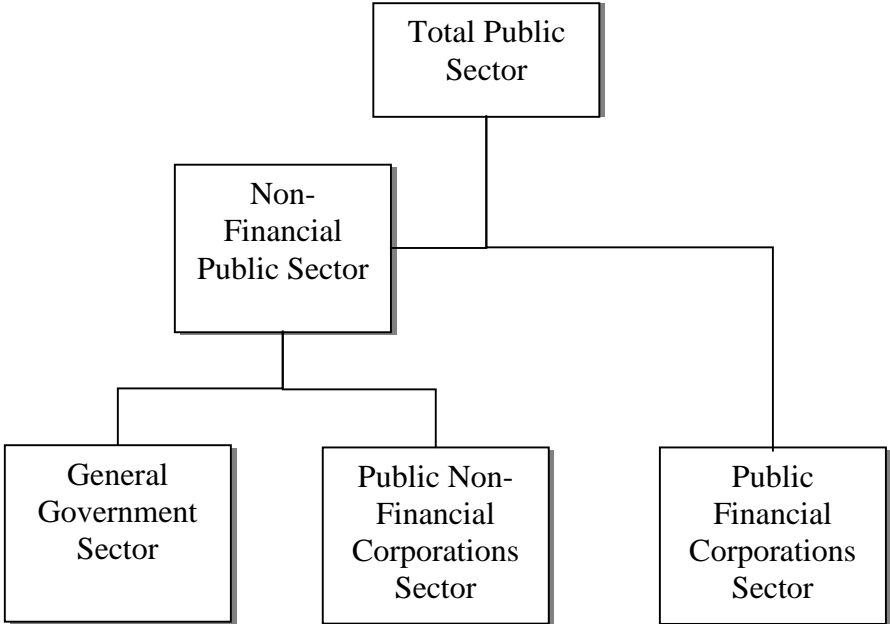 Total Public
Sector
Non-
Financial
Public Sector
General
Government
Sector
Public Non-
Financial
Corporations
Sector
Public
Financial
Corporations
Sector